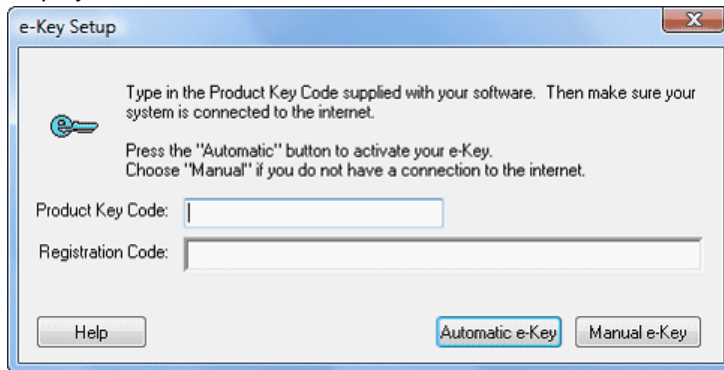 e-Key Setup
Type in the Product Key Code supplied with your software. Then make sure your
system is connected to the internet.
Press the "Automatic" button to activate your e-Key.
Choose "Manual" if you do not have a connection to the internet.
Product Key Code:
Registration Code:
Help Automatic e-Key Manual e-Key